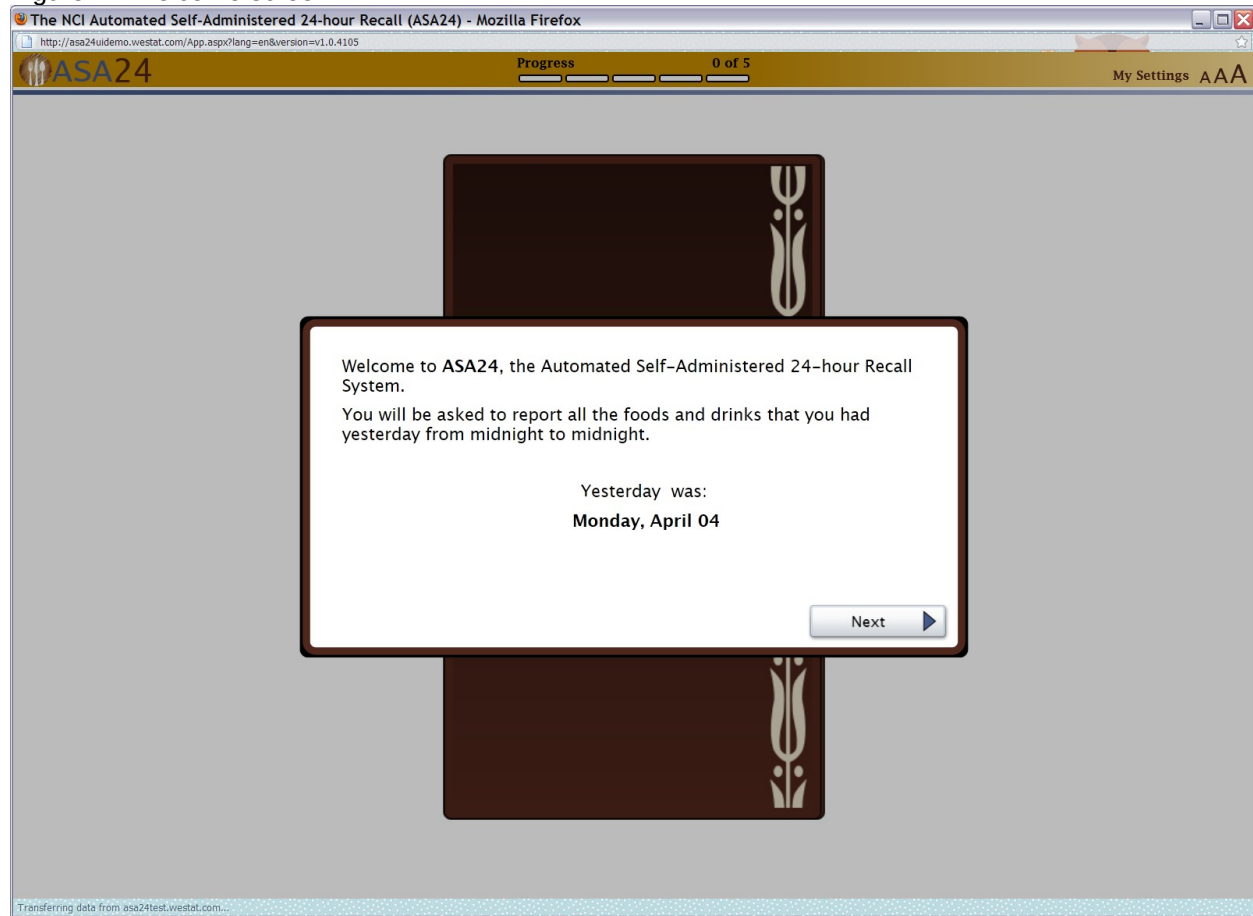 The NCI Automated Self-Administered 24-hour Recall (ASA24) - Mozilla Firefox
http://asa24uidemo.westat.com/App.aspx?lang=en&version=v1.0.4105
ASA24
Progress 0 of 5
My Settings A A A
Welcome to ASA24, the Automated Self-Administered 24-hour Recall
System.
You will be asked to report all the foods and drinks that you had
yesterday from midnight to midnight.
Yesterday was:
Monday, April 04
Next
Transferring data from asa24test.westat.com...